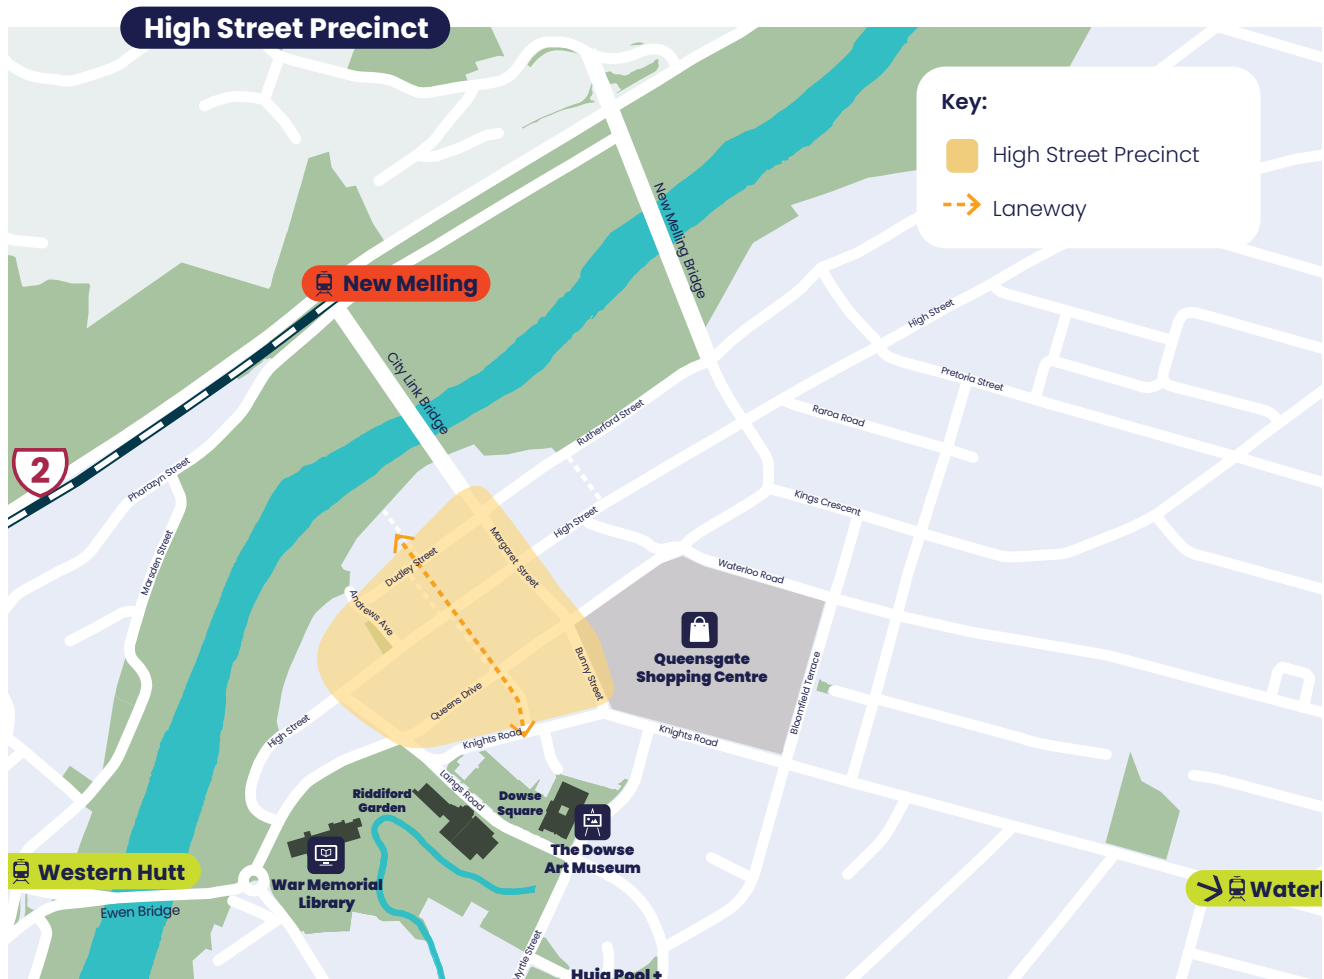 High Street Precinct
Key:
High Street Precinct
Laneway
New Melling Bridge
New Melling
High Street
City Link Bridge
Pretoria Street
Rutherford Street
Raroa Road
2
Pharazyn Street
Kings Crescent
High Street
Margaret Street
Marsden Street
Dudley Street
Waterloo Road
Andrews Ave
Queensgate
Shopping Centre
Bunny Street
Bloomfield Terrace
Queens Drive
High Street
Knights Road
Knights Road
Laings Road
Riddiford
Garden
Dowse
Square
The Dowse
Art Museum
Western Hutt
War Memorial
Library
Ewen Bridge
Myrtle Street
Huia Pool +